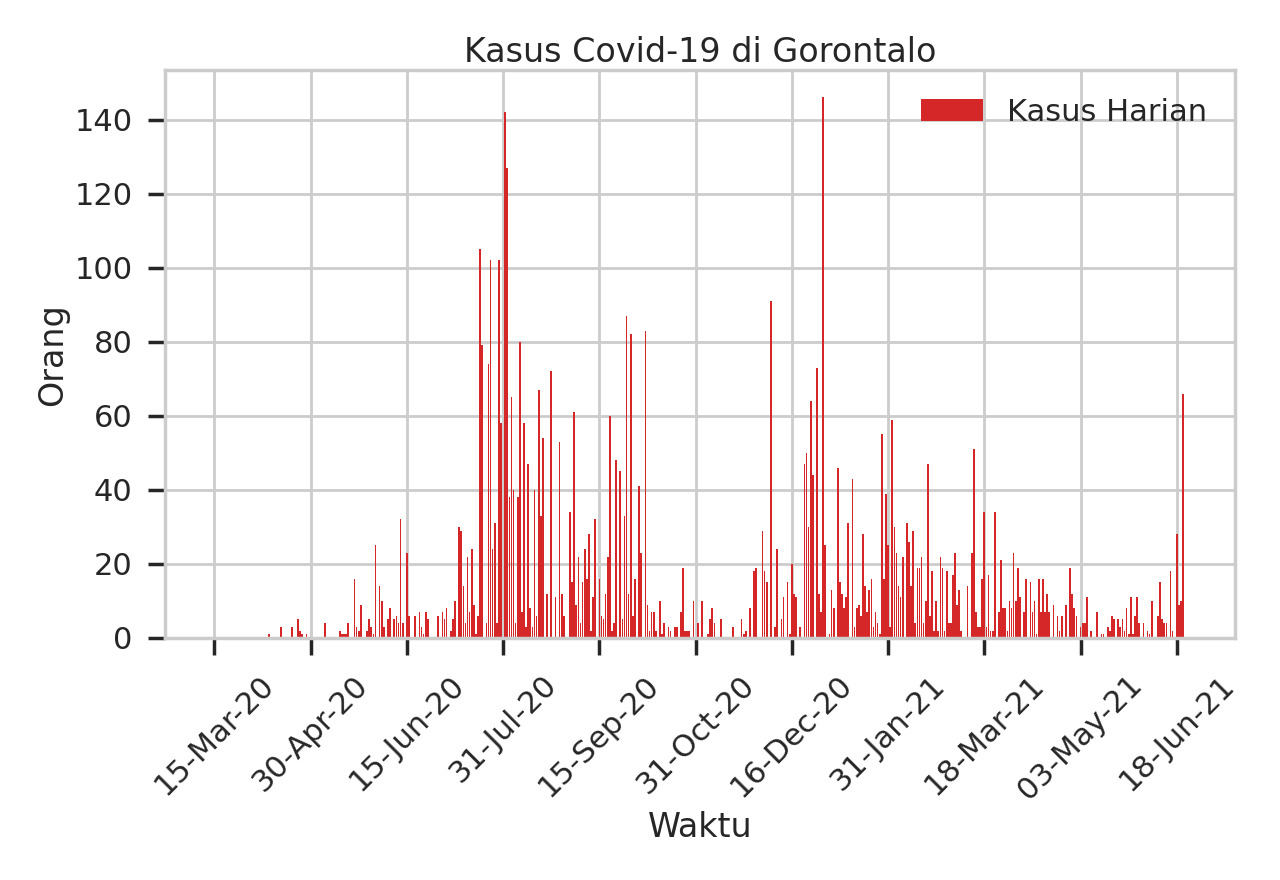 Kasus Covid-19 di Gorontalo
Kasus Harian
140
120
100
80
60
40
20
0
Orang
15-Mar-20
30-Apr-20
15-Jun-20
31-Jul-20
15-Sep-20
31-Oct-20
16-Dec-20
31-Jan-21
18-Mar-21
03-May-21
18-Jun-21
Waktu